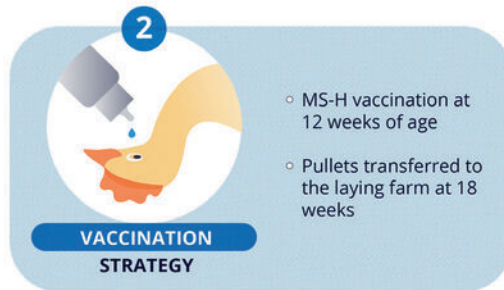 2
VACCINATION
STRATEGY
◦ MS-H vaccination at
12 weeks of age
◦ Pullets transferred to
the laying farm at 18
weeks